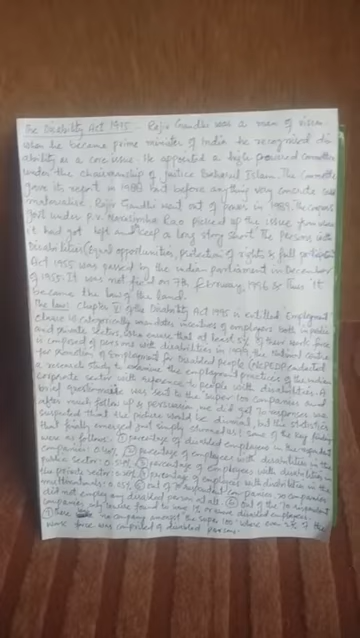 The Disability Act 1995 - Rajiv Gandhi was a man of vision
when he became prime minister of India he recognised dis
ability as a core issue. He appointed a high powered committee
under the chairmanship of justice Baharul Islam. The Committee
gave its report in 1988 but before anything very concrete could
materialise, Rajiv Gandhi went out of power in 1989. The congress
govt under P.V. Narasimha Rao picked up the issue from where
it had got left and keep a long story short. The persons with
Disabilities (Equal opportunities, protection of rights & full participation
Act 1995 was passed by the indian parliament in December
of 1995. It was not fied on 7th february, 1996 & Thus it
became the law of the land.
The law: Chapter of the Disability Act 1995 is entitled Employment
Clause categorically mandates incentives of employers both in public
and private sectors, to ensure that at least 5% of their work force
is composed of persons with disabilities in 1999, the National Centre
for promotion of Employment for Disabled people (NCPEDP) conducted
a research study to examine the employment practices of the indian
corporate sector with reference to people with disabilities. A
brief questionnaire was sent to the super 100 companies and
after much follow up & persuasion, we did get 70 responses. we
suspected that the picture would be dismal, but the statistics
that finally emerged just simply shocked us! some of the key findings
were as follows: ① percentage of disabled employees in the respondent
companies: 0.40% ② percentage of employees with disabilities in the
public sector: 0.54% ③ percentage of employees with disabilities in
the private sector: ④ percentage of employees with disabilities in the
multinationals: 0.05% ⑤ out of 70 respondent companies, 20 companies
did not employ any disabled person at all. ⑥ out of the 70 respondent
companies only were found to have 1% or more disabled employees
⑦ there no company amongst the super 100 whose even 2% of the
work force was comprised of disabled persons.